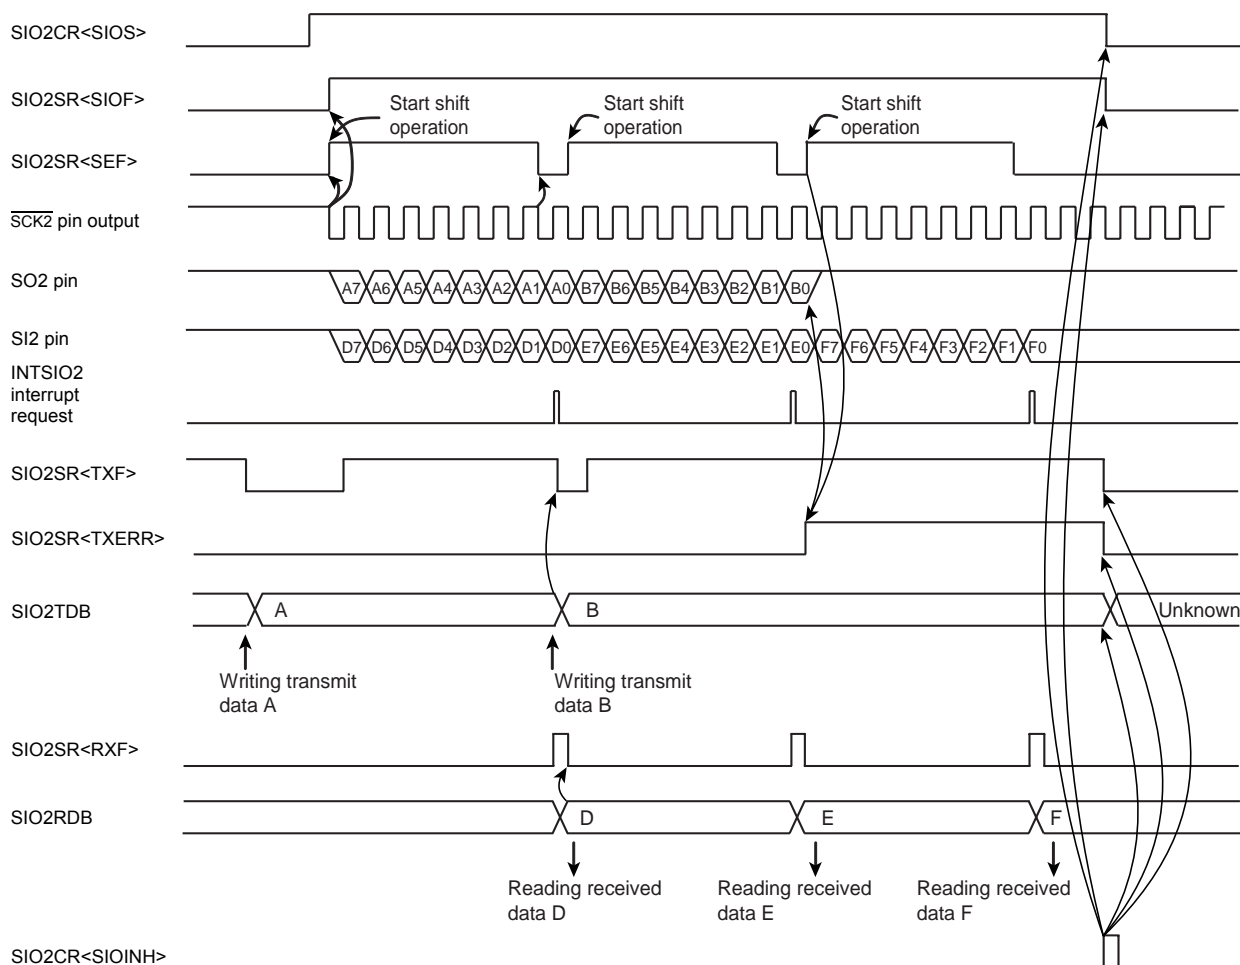 SIO2CR<SIOS>
SIO2SR<SIOF>
Start shift
operation
Start shift
operation
Start shift
operation
SIO2SR<SEF>
SCK2 pin output
SO2 pin
A7 A6 A5 A4 A3 A2 A1 A0 B7 B6 B5 B4 B3 B2 B1 B0
SI2 pin
D7 D6 D5 D4 D3 D2 D1 D0 E7 E6 E5 E4 E3 E2 E1 E0 F7 F6 F5 F4 F3 F2 F1 F0
INTSIO2
interrupt
request
SIO2SR<TXF>
SIO2SR<TXERR>
SIO2TDB A B Unknown
Writing transmit
data A
Writing transmit
data B
SIO2SR<RXF>
SIO2RDB D E F
Reading received
data D
Reading received
data E
Reading received
data F
SIO2CR<SIOINH>